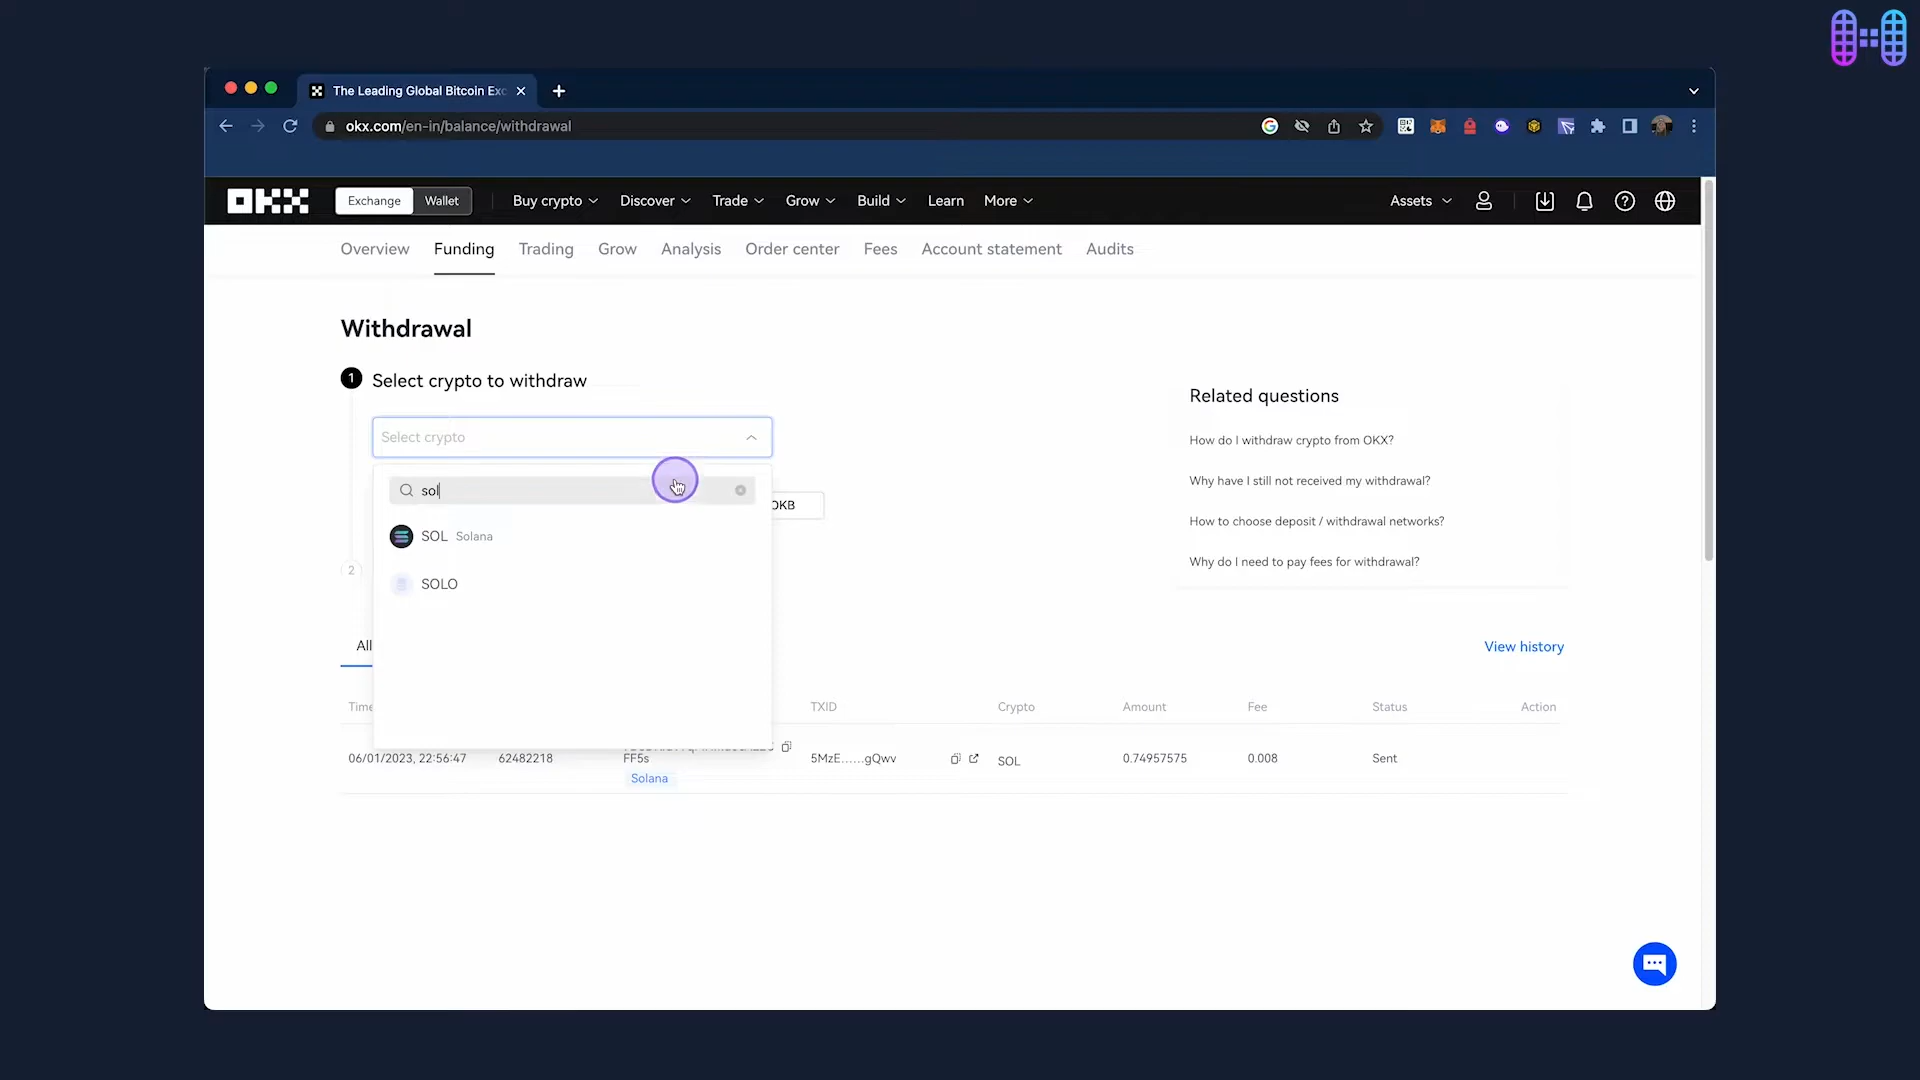 The Leading Global Bitcoin Exc
okx.com/en-in/balance/withdrawal
OKX Exchange Wallet Buy crypto Discover Trade Grow Build Learn More Assets
Overview Funding Trading Grow Analysis Order center Fees Account statement Audits
Withdrawal
1 Select crypto to withdraw
Related questions
Select crypto
How do I withdraw crypto from OKX?
Why have I still not received my withdrawal?
sol
OKB
How to choose deposit / withdrawal networks?
SOL Solana
Why do I need to pay fees for withdrawal?
2
SOLO
All
View history
Time TXID Crypto Amount Fee Status Action
06/01/2023, 22:56:47 62482218 FF5s 5MzE......gQwv SOL 0.74957575 0.008 Sent
Solana